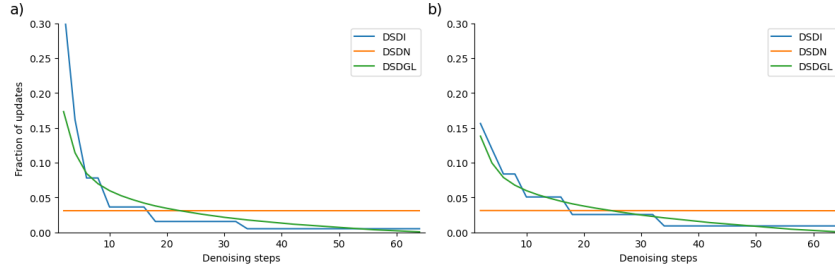 a)
Fraction of updates
0.30
0.25
0.20
0.15
0.10
0.05
0.00
10 20 30 40 50 60
Denoising steps
DSDI
DSDN
DSDGL
b)
0.30
0.25
0.20
0.15
0.10
0.05
0.00
10 20 30 40 50 60
Denoising steps
DSDI
DSDN
DSDGL